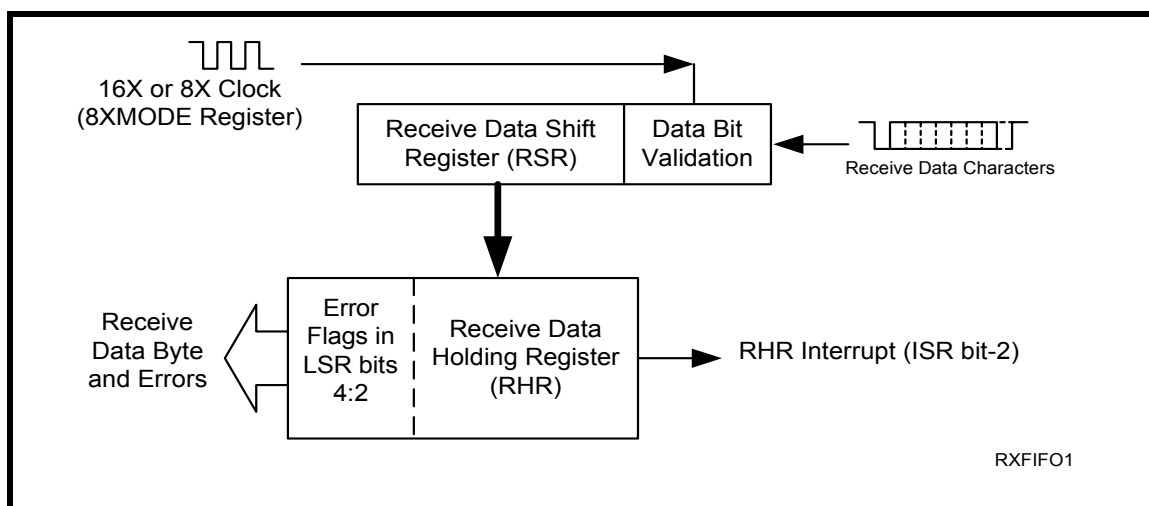 16X or 8X Clock
(8XMODE Register)
Receive Data Shift
Register (RSR)
Data Bit
Validation
Receive Data Characters
Receive
Data Byte
and Errors
Error
Flags in
LSR bits
4:2
Receive Data
Holding Register
(RHR)
RHR Interrupt (ISR bit-2)
RXFIFO1